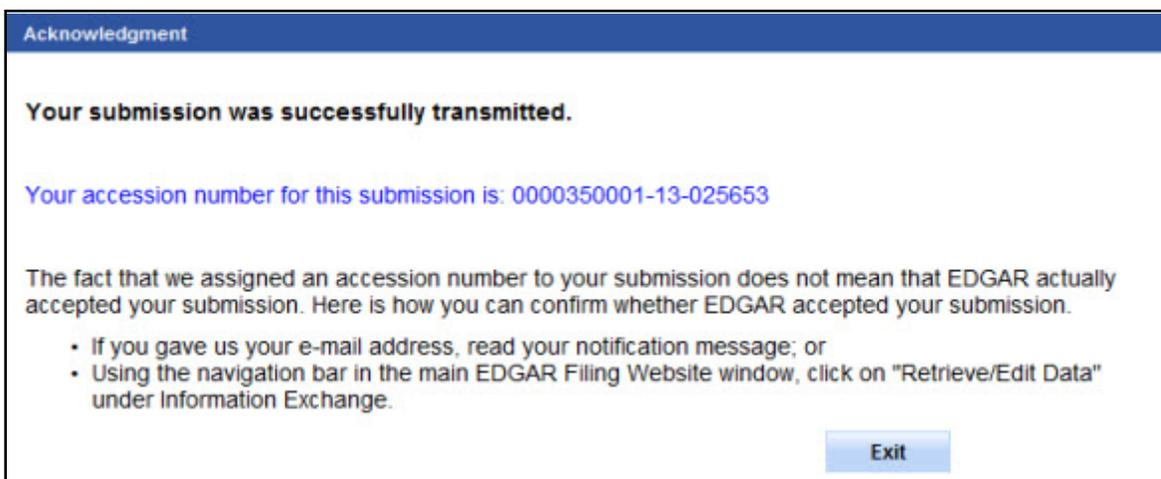 Acknowledgment
Your submission was successfully transmitted.
Your accession number for this submission is: 0000350001-13-025653
The fact that we assigned an accession number to your submission does not mean that EDGAR actually
accepted your submission. Here is how you can confirm whether EDGAR accepted your submission.
• If you gave us your e-mail address, read your notification message; or
• Using the navigation bar in the main EDGAR Filing Website window, click on "Retrieve/Edit Data"
under Information Exchange.
Exit